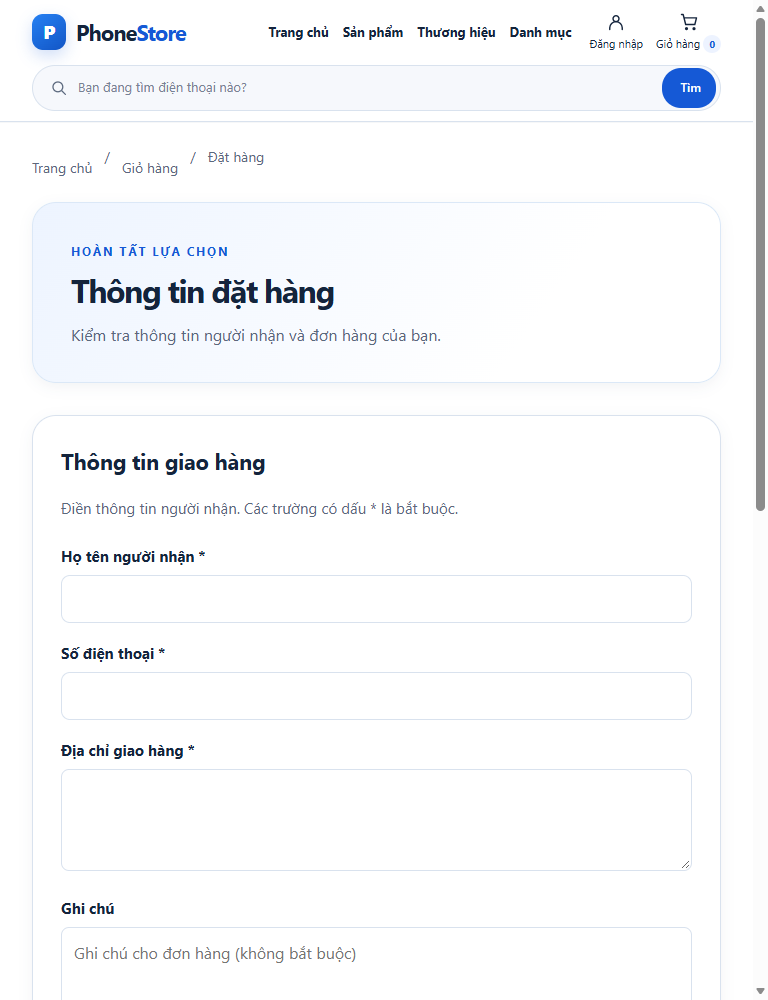 P PhoneStore
Trang chủ Sản phẩm Thương hiệu Danh mục Đăng nhập Giỏ hàng 0
Bạn đang tìm điện thoại nào? Tìm
Trang chủ / Giỏ hàng / Đặt hàng
HOÀN TẤT LỰA CHỌN
Thông tin đặt hàng
Kiểm tra thông tin người nhận và đơn hàng của bạn.
Thông tin giao hàng
Điền thông tin người nhận. Các trường có dấu * là bắt buộc.
Họ tên người nhận *
Số điện thoại *
Địa chỉ giao hàng *
Ghi chú
Ghi chú cho đơn hàng (không bắt buộc)